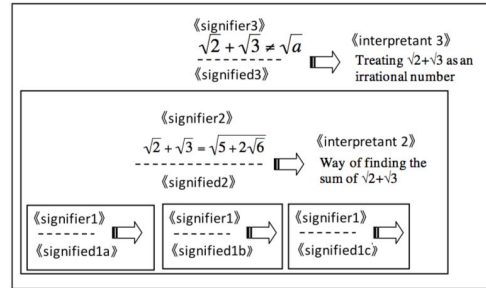 《signifier3》
√2 + √3 ≠ √a
《signified3》
《interpretant 3》
Treating √2+√3 as an
irrational number
《signifier2》
√2 + √3 = √(5 + 2√6)
《signified2》
《interpretant 2》
Way of finding the
sum of √2+√3
《signifier1》
《signified1a》
《signifier1》
《signified1b》
《signifier1》
《signified1c》